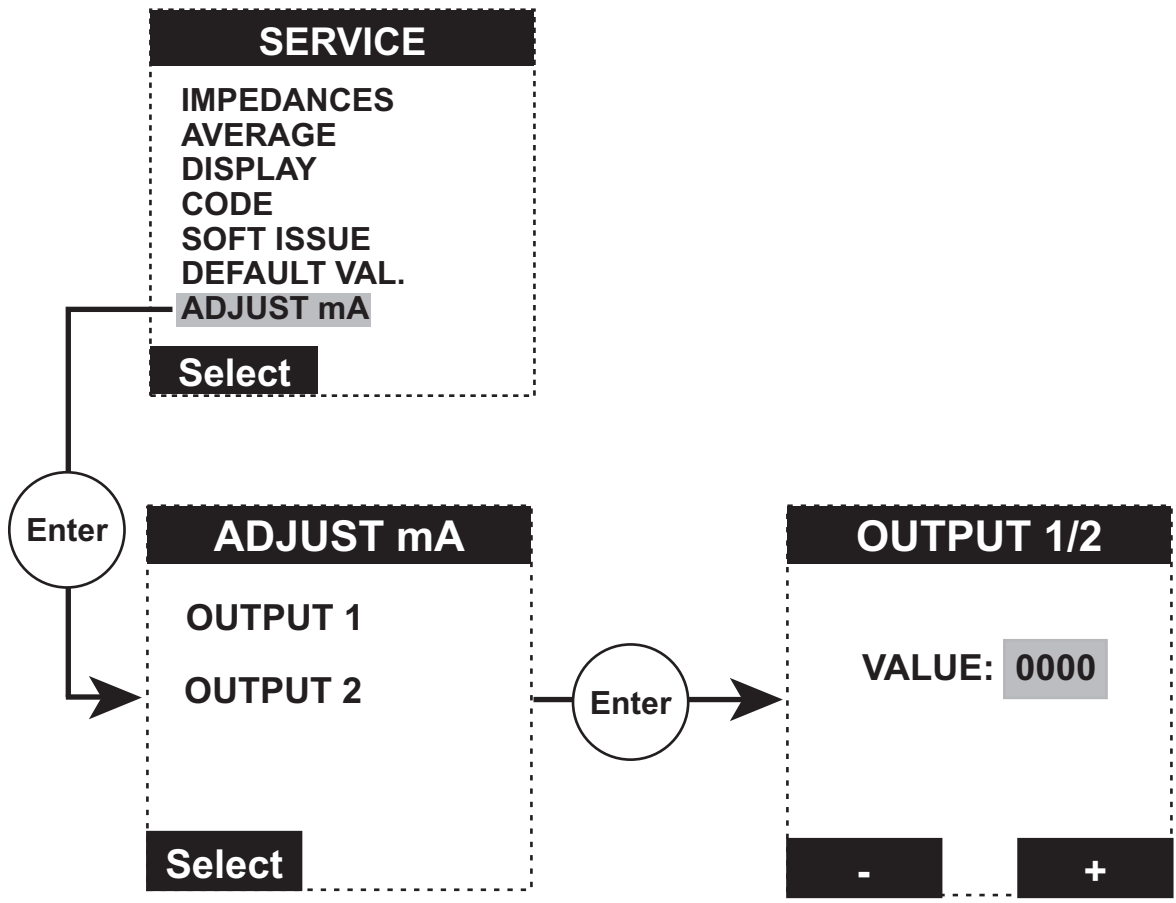 SERVICE
IMPEDANCES
AVERAGE
DISPLAY
CODE
SOFT ISSUE
DEFAULT VAL.
ADJUST mA
Select
Enter
ADJUST mA
OUTPUT 1
OUTPUT 2
Select
Enter
OUTPUT 1/2
VALUE: 0000
- +